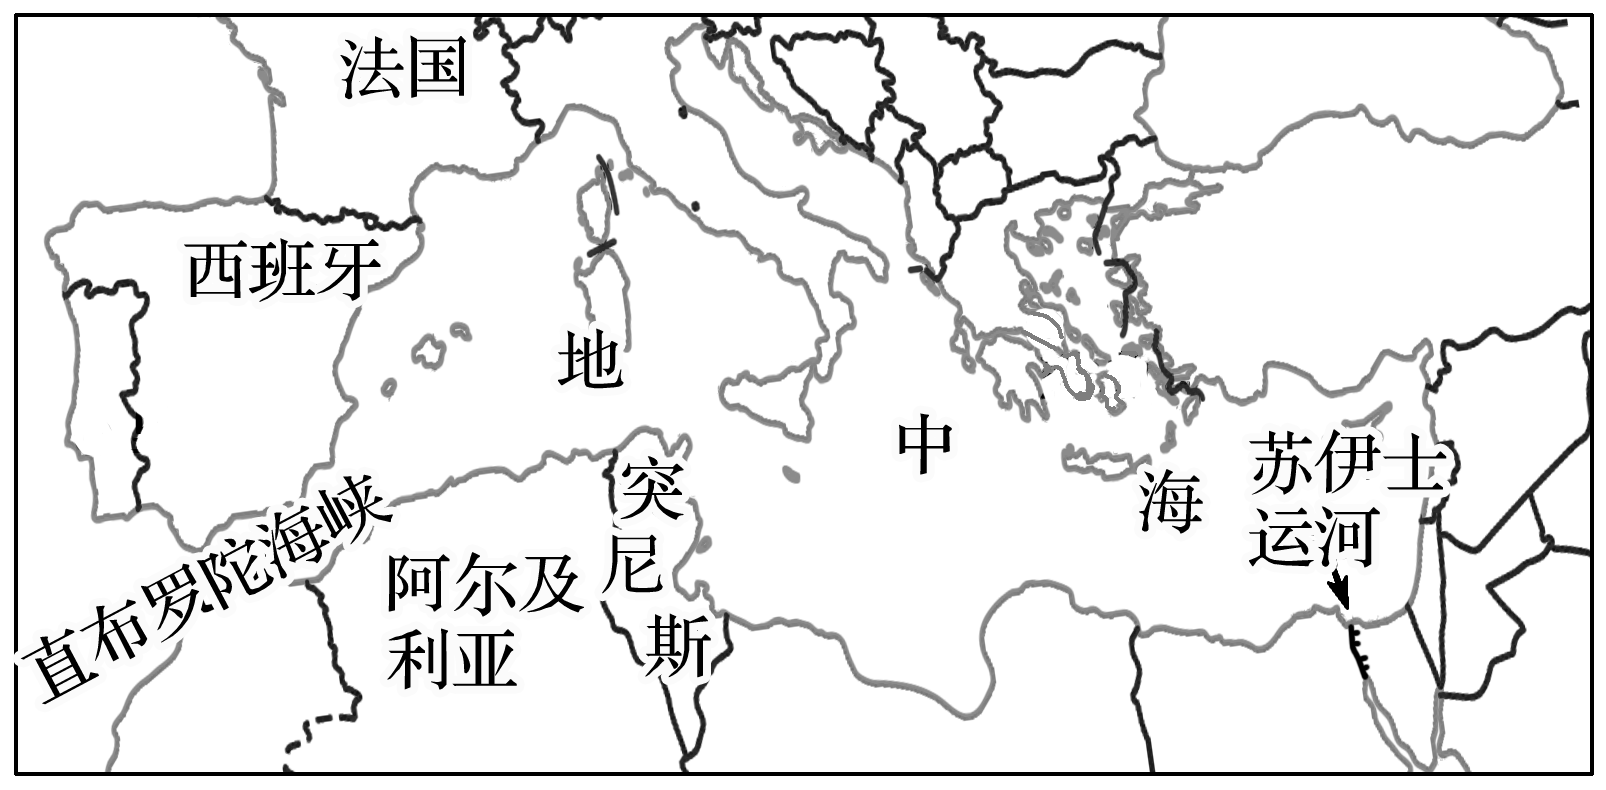 法国
西班牙
地
中
海
苏伊士
运河
直布罗陀海峡
突
尼
斯
阿尔及
利亚